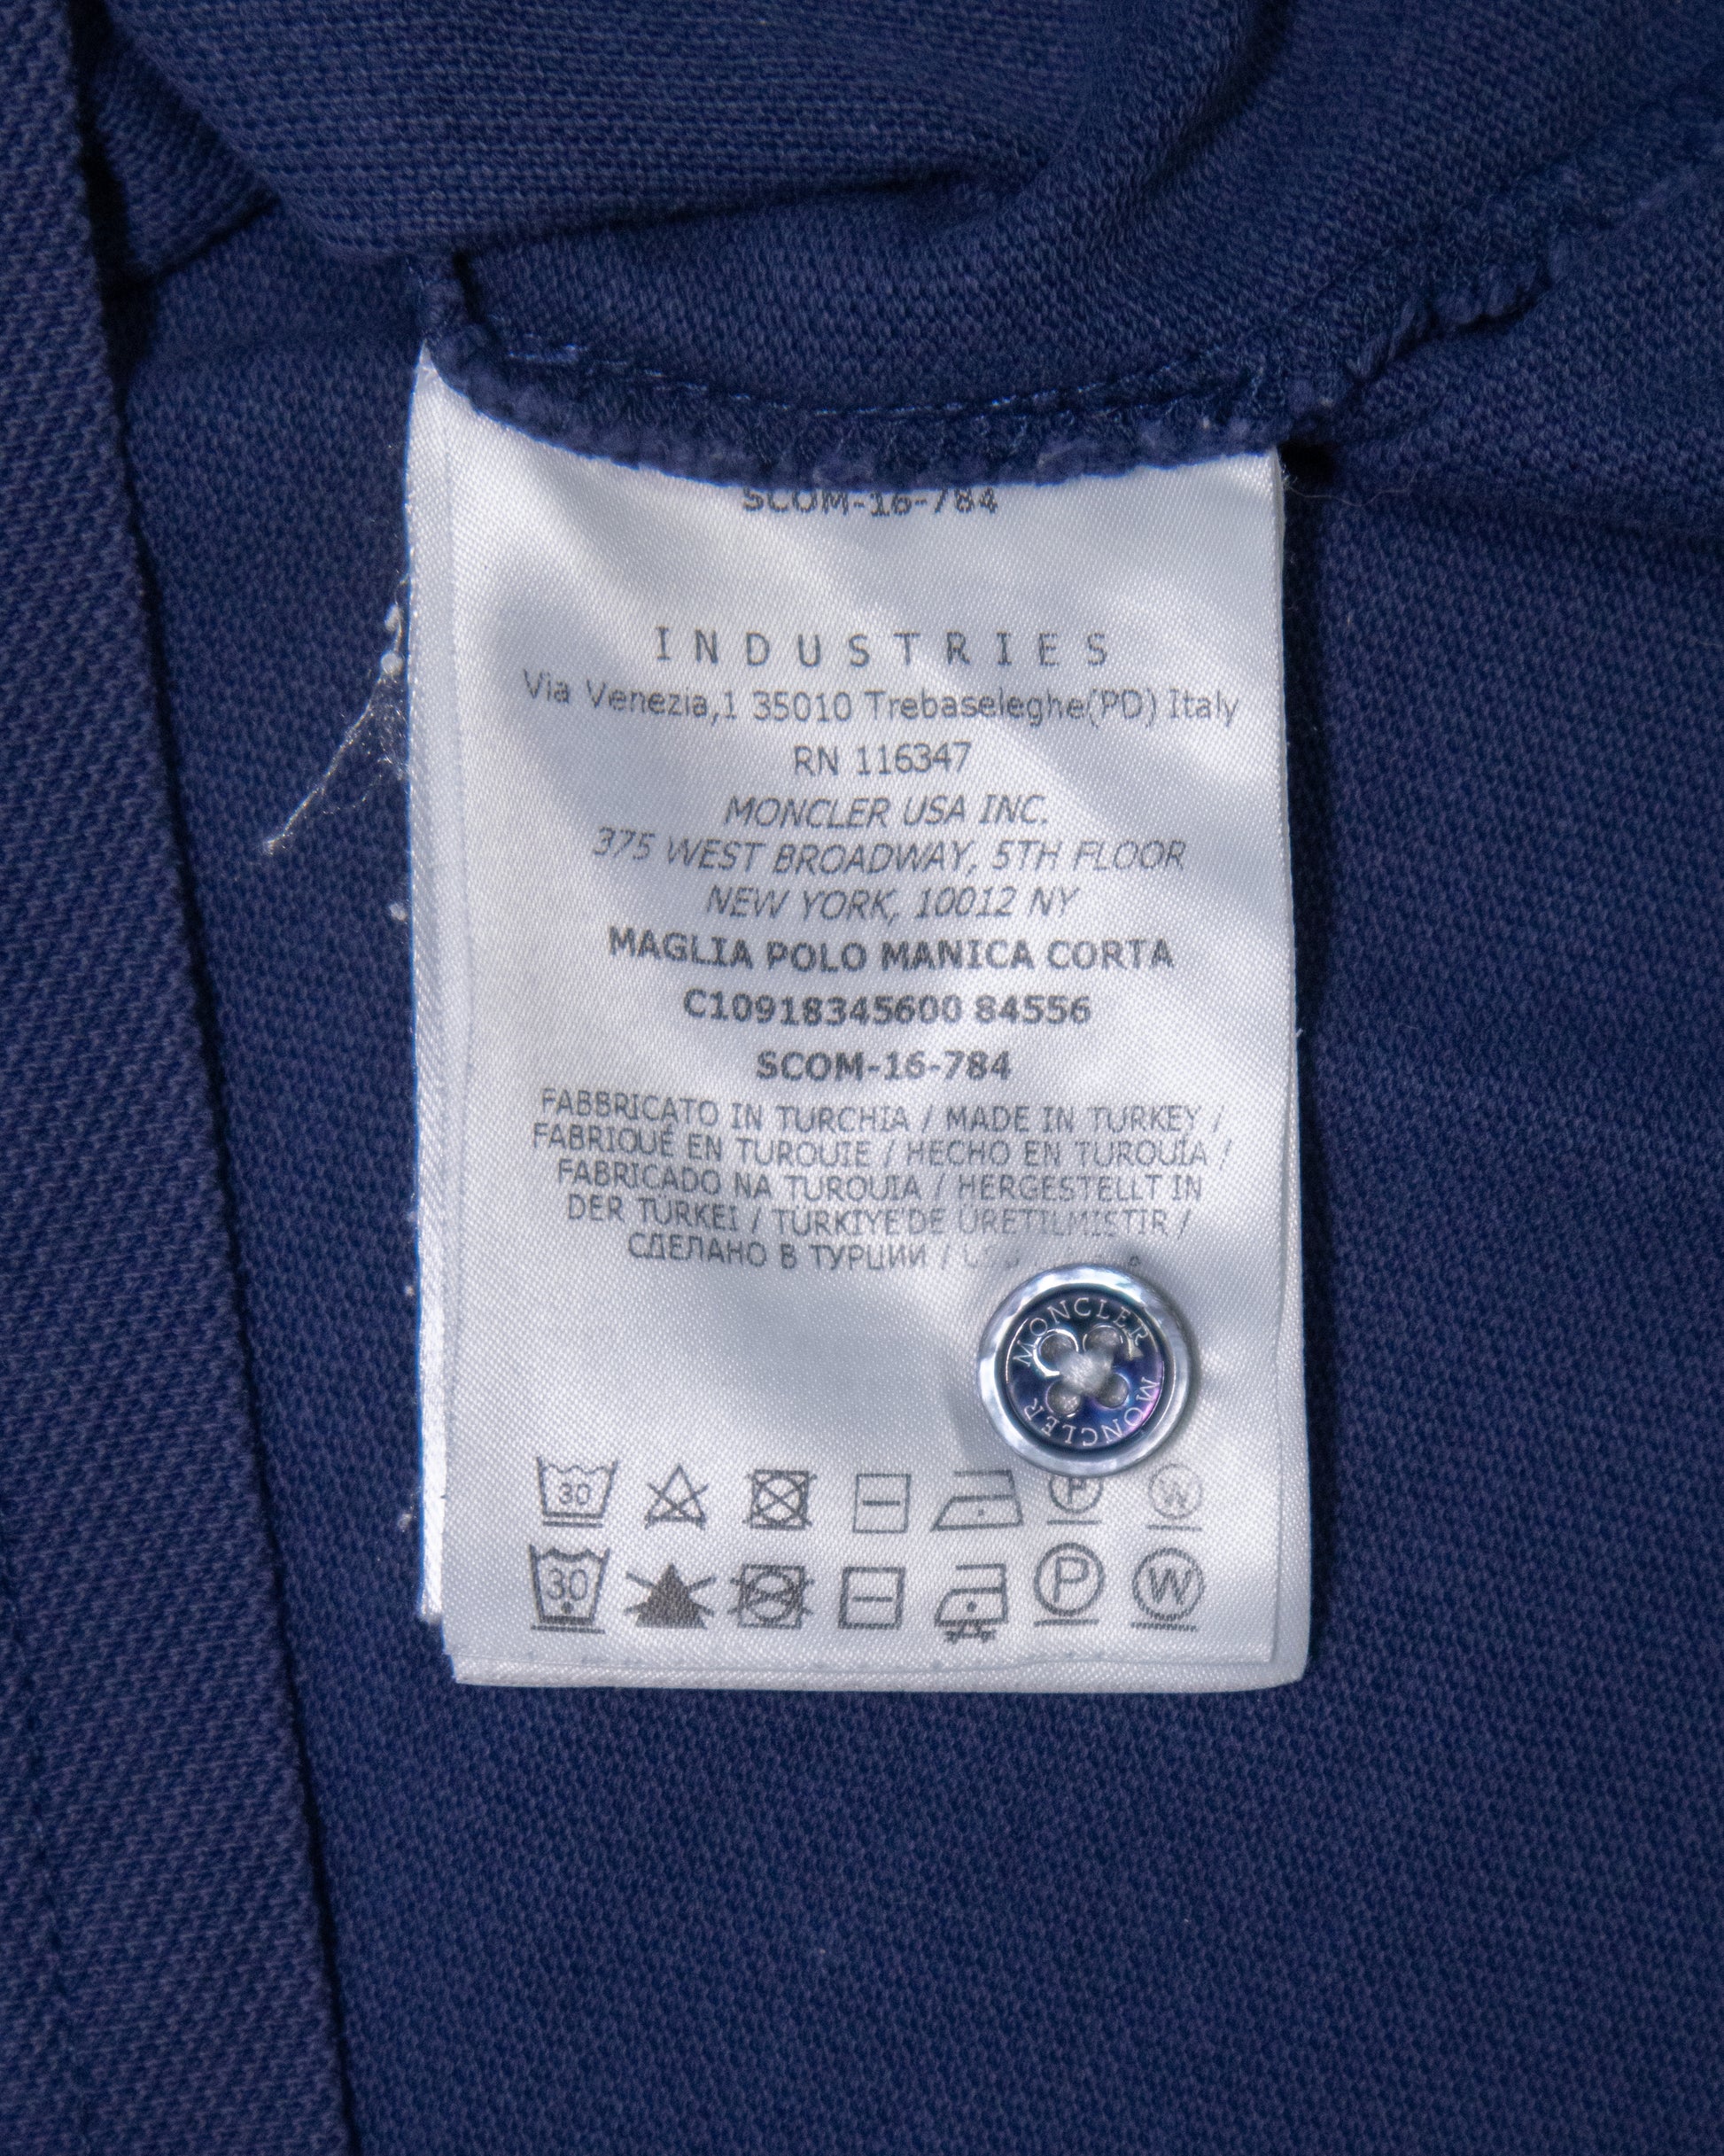 SCOM-16-784
INDUSTRIES
Via Venezia,1 35010 Trebaseleghe(PD) Italy
RN 116347
MONCLER USA INC.
375 WEST BROADWAY, 5TH FLOOR
NEW YORK, 10012 NY
MAGLIA POLO MANICA CORTA
C10918345600 84556
SCOM-16-784
FABBRICATO IN TURCHIA / MADE IN TURKEY /
FABRIQUÉ EN TURQUIE / HECHO EN TURQUÍA /
FABRICADO NA TURQUIA / HERGESTELLT IN
DER TÜRKEI / TÜRKIYE'DE ÜRETILMISTIR /
СДЕЛАНО В ТУРЦИИ /
MONCLER MONCLER
30 P W
30 P W